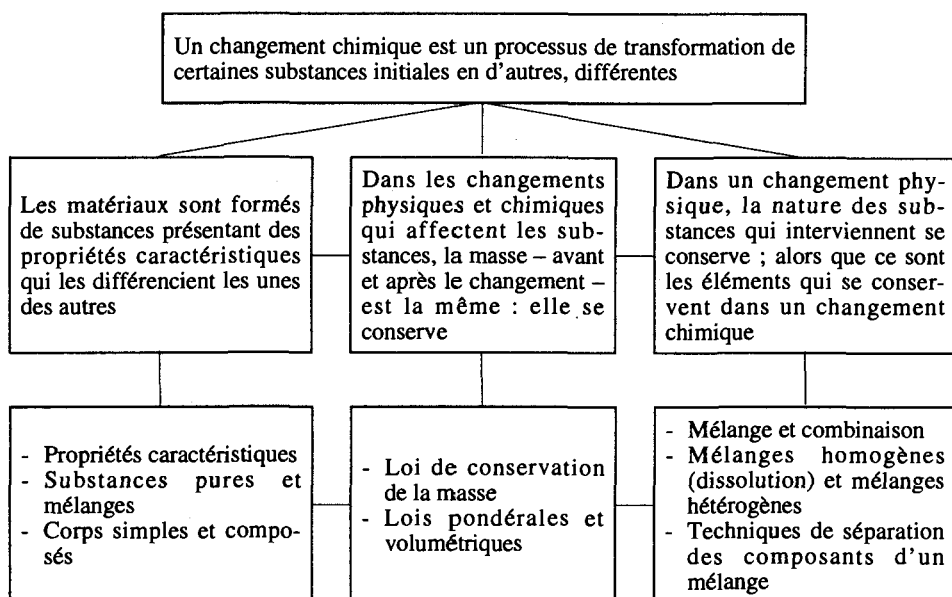 Un changement chimique est un processus de transformation de
certaines substances initiales en d'autres, différentes
Les matériaux sont formés
de substances présentant des
propriétés caractéristiques
qui les différencient les unes
des autres
Dans les changements
physiques et chimiques
qui affectent les sub-
stances, la masse – avant
et après le changement –
est la même : elle se
conserve
Dans un changement phy-
sique, la nature des sub-
stances qui interviennent se
conserve ; alors que ce sont
les éléments qui se conser-
vent dans un changement
chimique
- Propriétés caractéristiques
- Substances pures et
mélanges
- Corps simples et compo-
sés
- Loi de conservation
de la masse
- Lois pondérales et
volumétriques
- Mélange et combinaison
- Mélanges homogènes
(dissolution) et mélanges
hétérogènes
- Techniques de séparation
des composants d'un
mélange